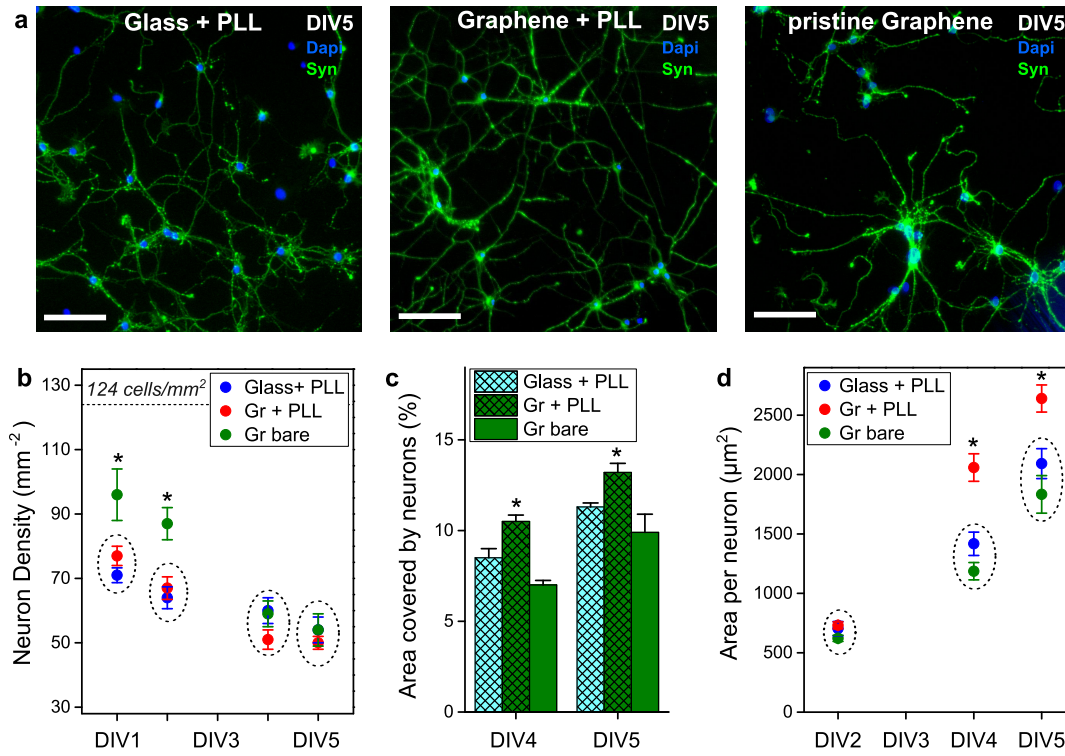 a
Glass + PLL
DIV5
Dapi
Syn
Graphene + PLL
DIV5
Dapi
Syn
pristine Graphene
DIV5
Dapi
Syn
b
Neuron Density (mm⁻²)
130
110
90
70
50
30
124 cells/mm²
Glass+ PLL
Gr + PLL
Gr bare
*
*
DIV1
DIV3
DIV5
c
Area covered by neurons (%)
15
10
5
0
Glass + PLL
Gr + PLL
Gr bare
*
*
DIV4
DIV5
d
Area per neuron (µm²)
2500
2000
1500
1000
500
0
Glass + PLL
Gr + PLL
Gr bare
*
*
DIV2
DIV3
DIV4
DIV5